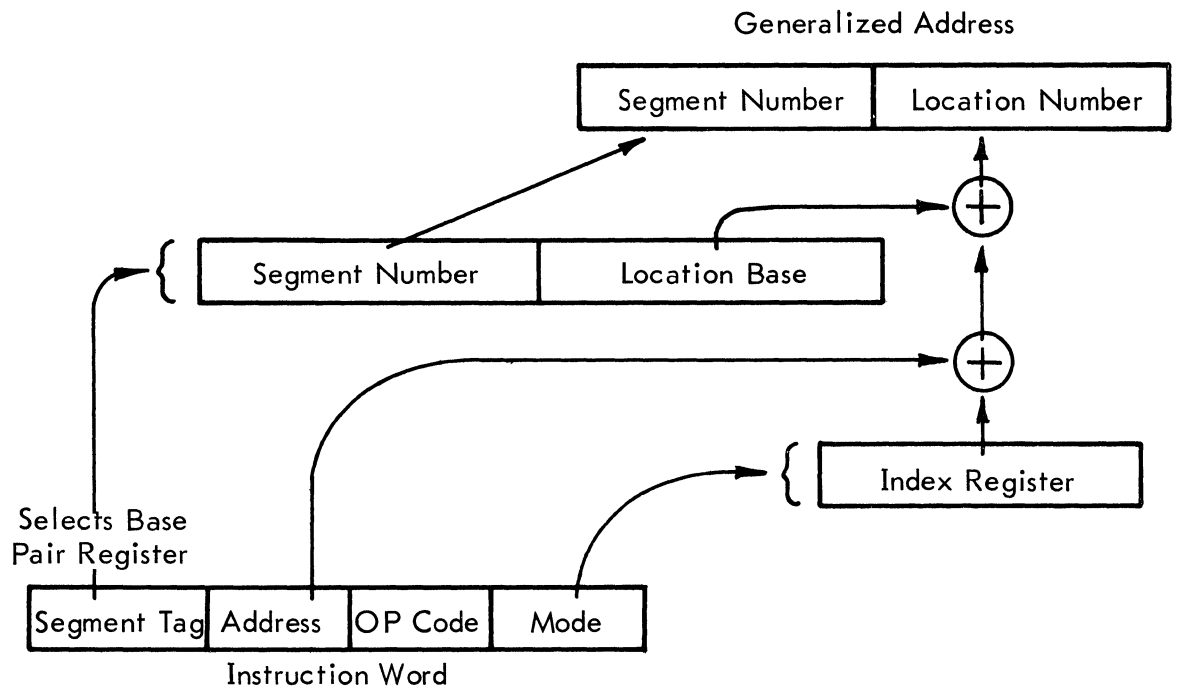 Generalized Address
Segment Number
Location Number
Segment Number
Location Base
Index Register
Selects Base
Pair Register
Segment Tag
Address
OP Code
Mode
Instruction Word